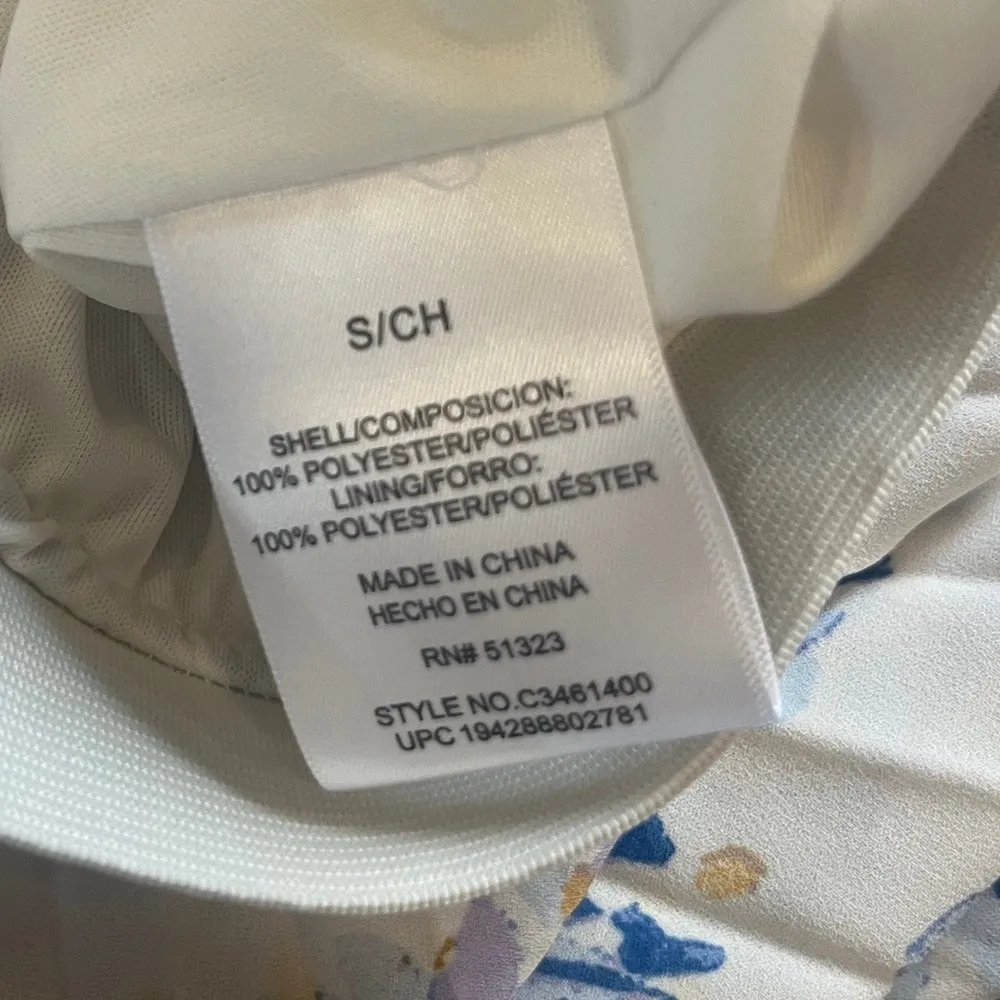 S/CH
SHELL/COMPOSICION:
100% POLYESTER/POLIÉSTER
LINING/FORRO:
100% POLYESTER/POLIÉSTER
MADE IN CHINA
HECHO EN CHINA
RN# 51323
STYLE NO.C3461400
UPC 194288802781